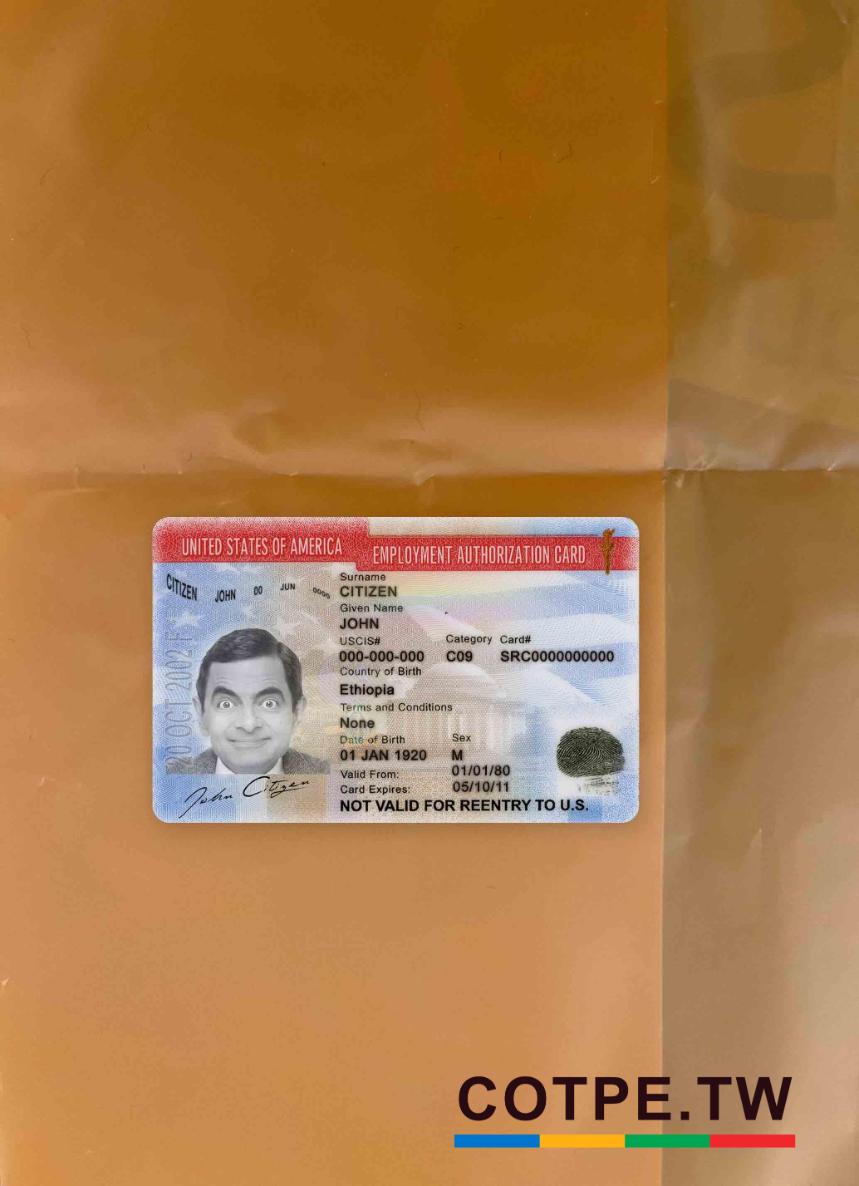 UNITED STATES OF AMERICA
EMPLOYMENT AUTHORIZATION CARD
CITIZEN JOHN 00 JUN 0000
Surname
CITIZEN
Given Name
JOHN
USCIS# Category Card#
000-000-000 C09 SRC0000000000
Country of Birth
Ethiopia
Terms and Conditions
None
Date of Birth Sex
01 JAN 1920 M
Valid From: 01/01/80
Card Expires: 05/10/11
NOT VALID FOR REENTRY TO U.S.
20 OCT 2002 F
John Citizen
COTPE.TW